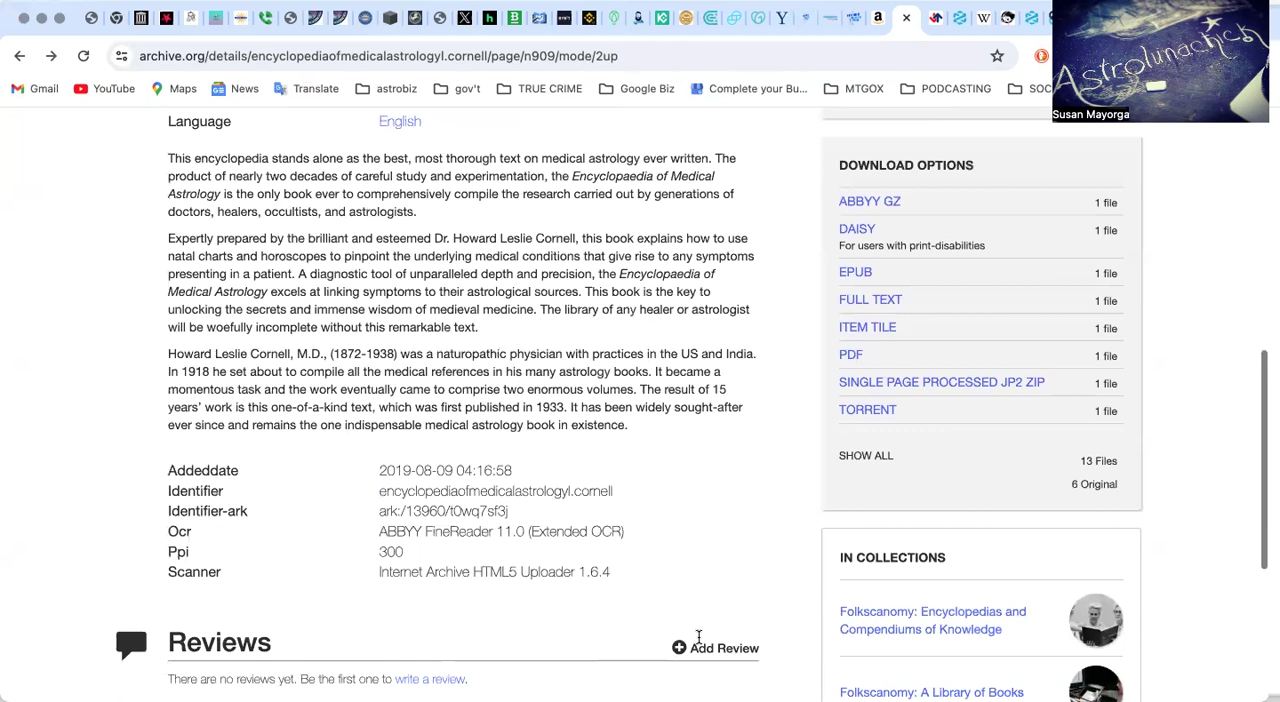 archive.org/details/encyclopediaofmedicalastrologyl.cornell/page/n909/mode/2up
Gmail
YouTube
Maps
News
Translate
astrobiz
gov't
TRUE CRIME
Google Biz
Complete your Bu...
MTGOX
PODCASTING
SOC
Astrolunachick
Susan Mayorga
Language English
This encyclopedia stands alone as the best, most thorough text on medical astrology ever written. The
product of nearly two decades of careful study and experimentation, the Encyclopaedia of Medical
Astrology is the only book ever to comprehensively compile the research carried out by generations of
doctors, healers, occultists, and astrologists.
Expertly prepared by the brilliant and esteemed Dr. Howard Leslie Cornell, this book explains how to use
natal charts and horoscopes to pinpoint the underlying medical conditions that give rise to any symptoms
presenting in a patient. A diagnostic tool of unparalleled depth and precision, the Encyclopaedia of
Medical Astrology excels at linking symptoms to their astrological sources. This book is the key to
unlocking the secrets and immense wisdom of medieval medicine. The library of any healer or astrologist
will be woefully incomplete without this remarkable text.
Howard Leslie Cornell, M.D., (1872-1938) was a naturopathic physician with practices in the US and India.
In 1918 he set about to compile all the medical references in his many astrology books. It became a
momentous task and the work eventually came to comprise two enormous volumes. The result of 15
years' work is this one-of-a-kind text, which was first published in 1933. It has been widely sought-after
ever since and remains the one indispensable medical astrology book in existence.
Addeddate 2019-08-09 04:16:58
Identifier encyclopediaofmedicalastrologyl.cornell
Identifier-ark ark:/13960/t0wq7sf3j
Ocr ABBYY FineReader 11.0 (Extended OCR)
Ppi 300
Scanner Internet Archive HTML5 Uploader 1.6.4
Reviews
Add Review
There are no reviews yet. Be the first one to write a review.
DOWNLOAD OPTIONS
ABBYY GZ 1 file
DAISY 1 file
For users with print-disabilities
EPUB 1 file
FULL TEXT 1 file
ITEM TILE 1 file
PDF 1 file
SINGLE PAGE PROCESSED JP2 ZIP 1 file
TORRENT 1 file
SHOW ALL 13 Files
6 Original
IN COLLECTIONS
Folkscanomy: Encyclopedias and
Compendiums of Knowledge
Folkscanomy: A Library of Books